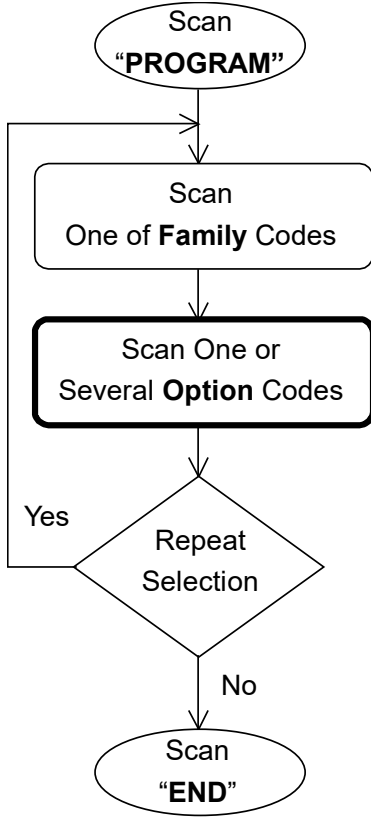 Scan
“PROGRAM”
Scan
One of Family Codes
Scan One or
Several Option Codes
Yes
Repeat
Selection
No
Scan
“END”